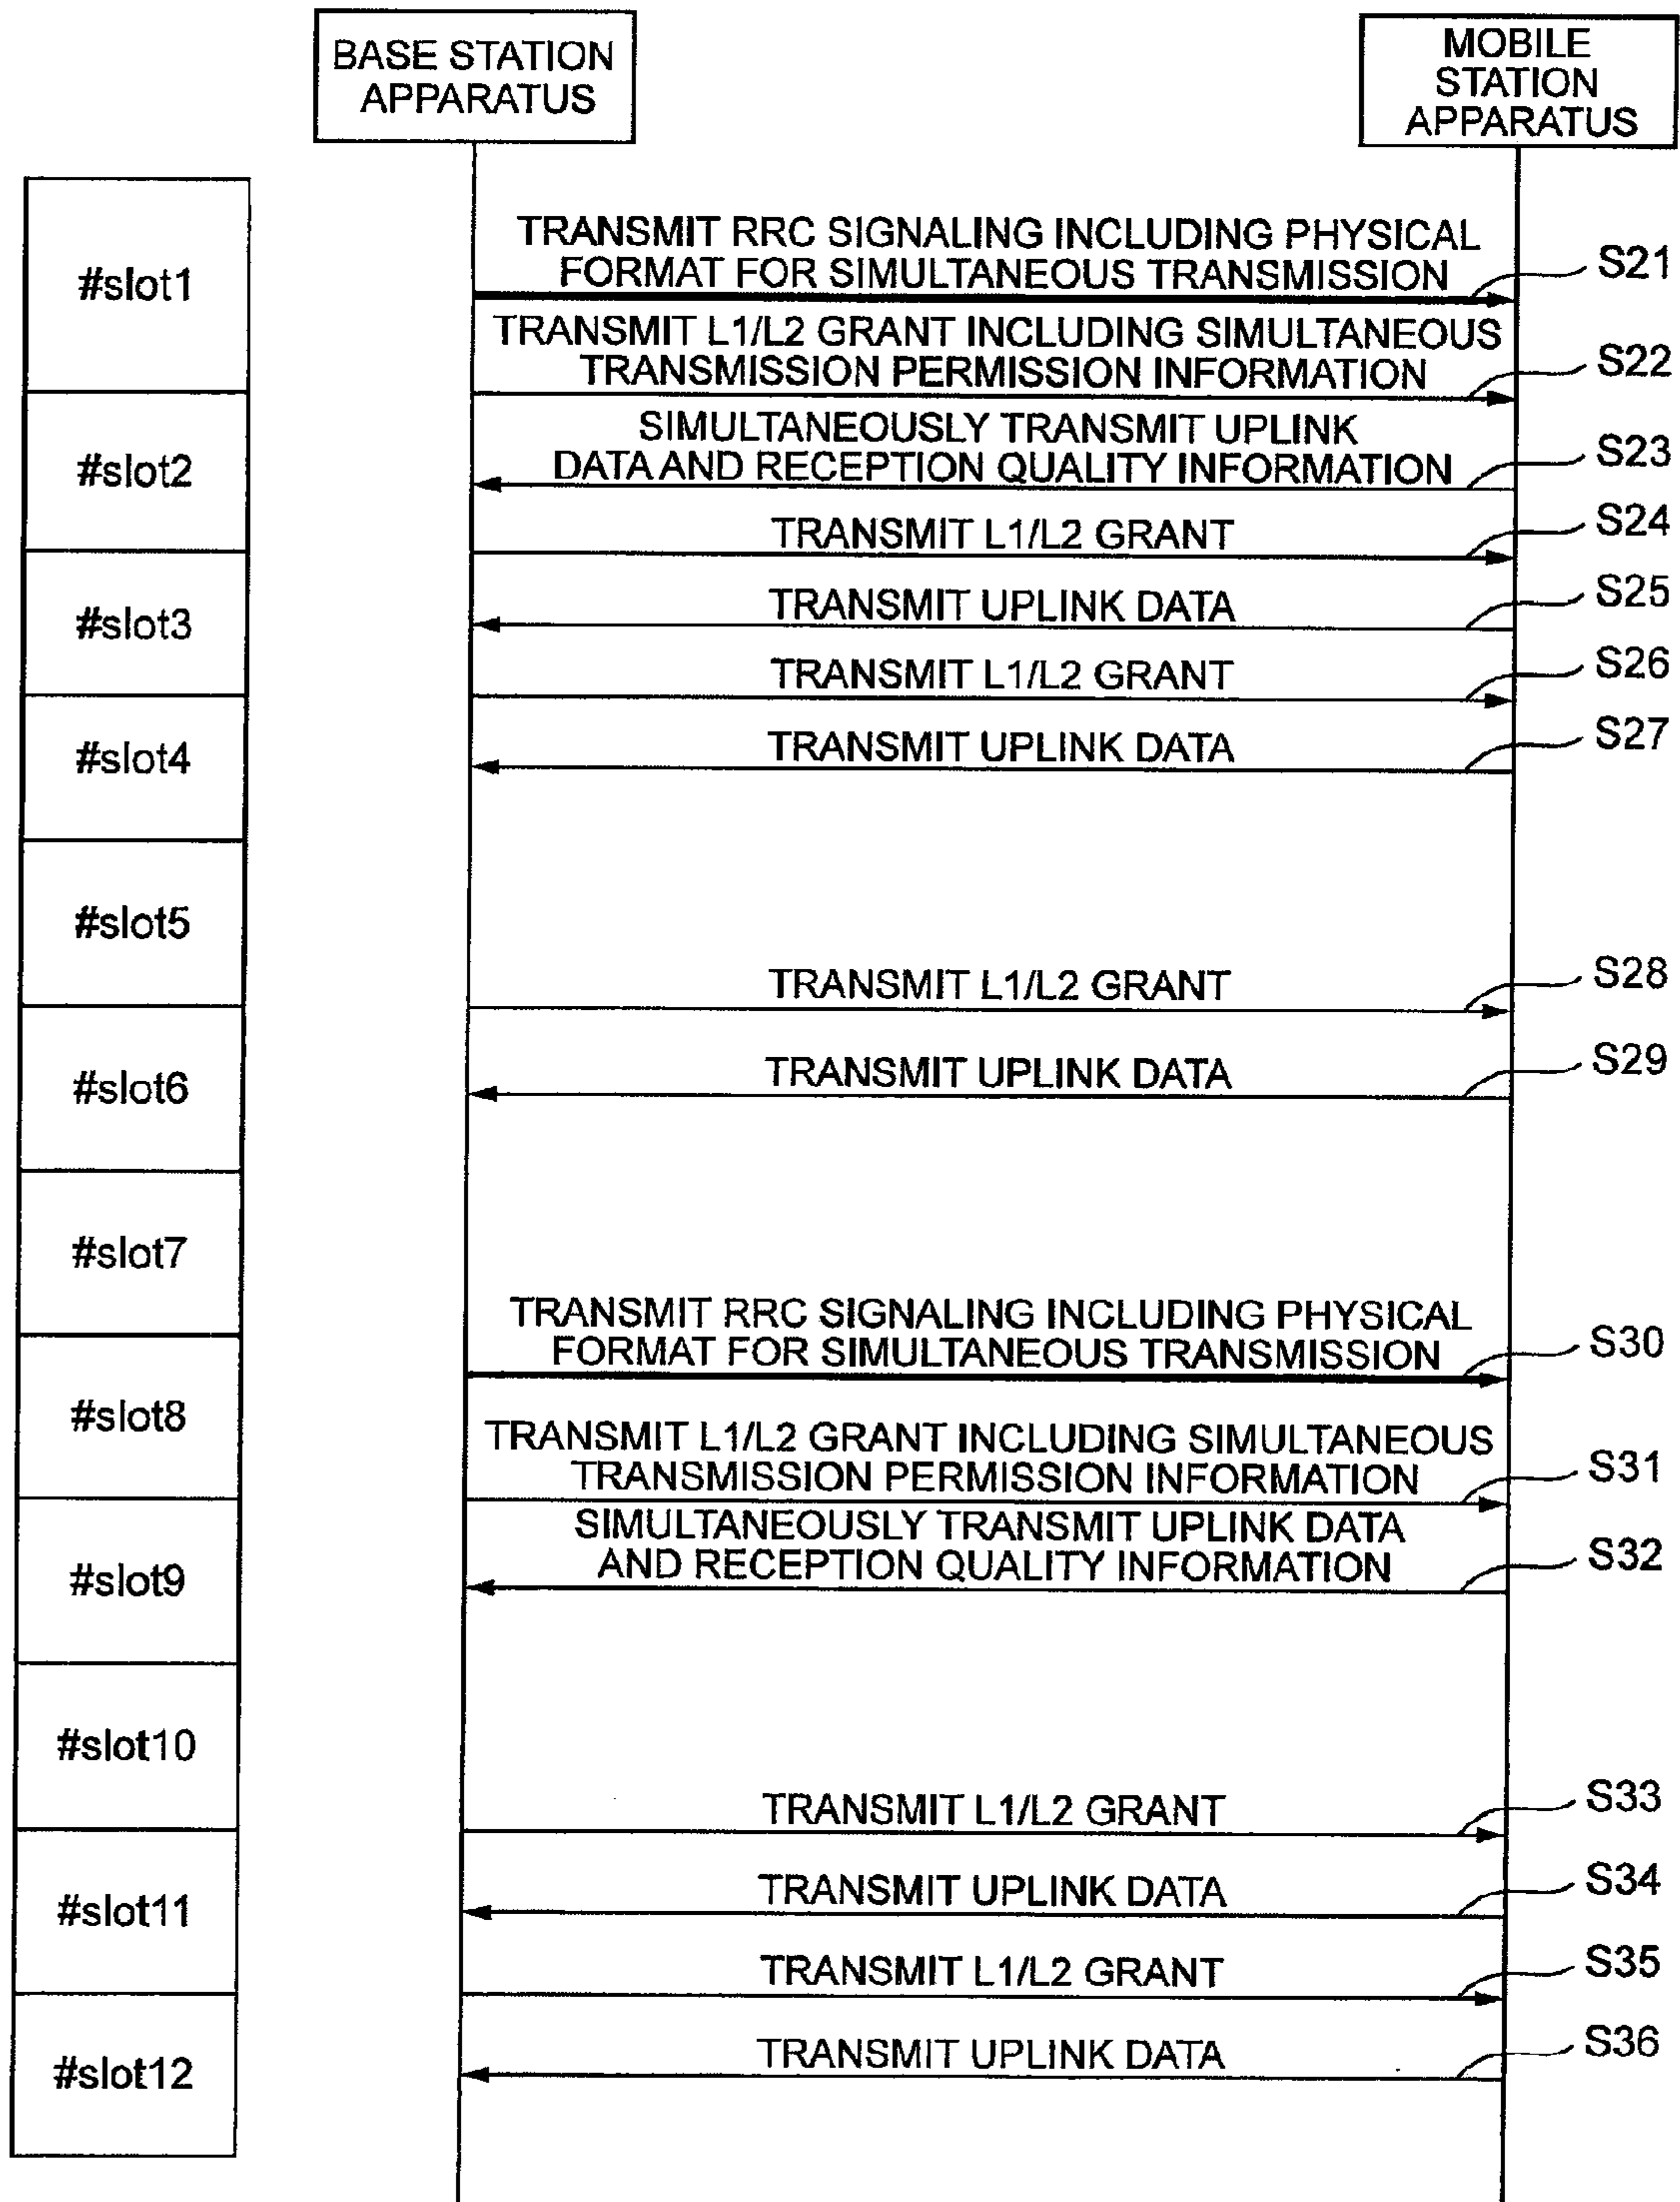 BASE STATION
APPARATUS
MOBILE
STATION
APPARATUS
#slot1
TRANSMIT RRC SIGNALING INCLUDING PHYSICAL
FORMAT FOR SIMULTANEOUS TRANSMISSION
S21
TRANSMIT L1/L2 GRANT INCLUDING SIMULTANEOUS
TRANSMISSION PERMISSION INFORMATION
S22
#slot2
SIMULTANEOUSLY TRANSMIT UPLINK
DATA AND RECEPTION QUALITY INFORMATION
S23
TRANSMIT L1/L2 GRANT
S24
#slot3
TRANSMIT UPLINK DATA
S25
TRANSMIT L1/L2 GRANT
S26
#slot4
TRANSMIT UPLINK DATA
S27
#slot5
TRANSMIT L1/L2 GRANT
S28
#slot6
TRANSMIT UPLINK DATA
S29
#slot7
TRANSMIT RRC SIGNALING INCLUDING PHYSICAL
FORMAT FOR SIMULTANEOUS TRANSMISSION
S30
#slot8
TRANSMIT L1/L2 GRANT INCLUDING SIMULTANEOUS
TRANSMISSION PERMISSION INFORMATION
S31
#slot9
SIMULTANEOUSLY TRANSMIT UPLINK DATA
AND RECEPTION QUALITY INFORMATION
S32
#slot10
TRANSMIT L1/L2 GRANT
S33
#slot11
TRANSMIT UPLINK DATA
S34
TRANSMIT L1/L2 GRANT
S35
#slot12
TRANSMIT UPLINK DATA
S36